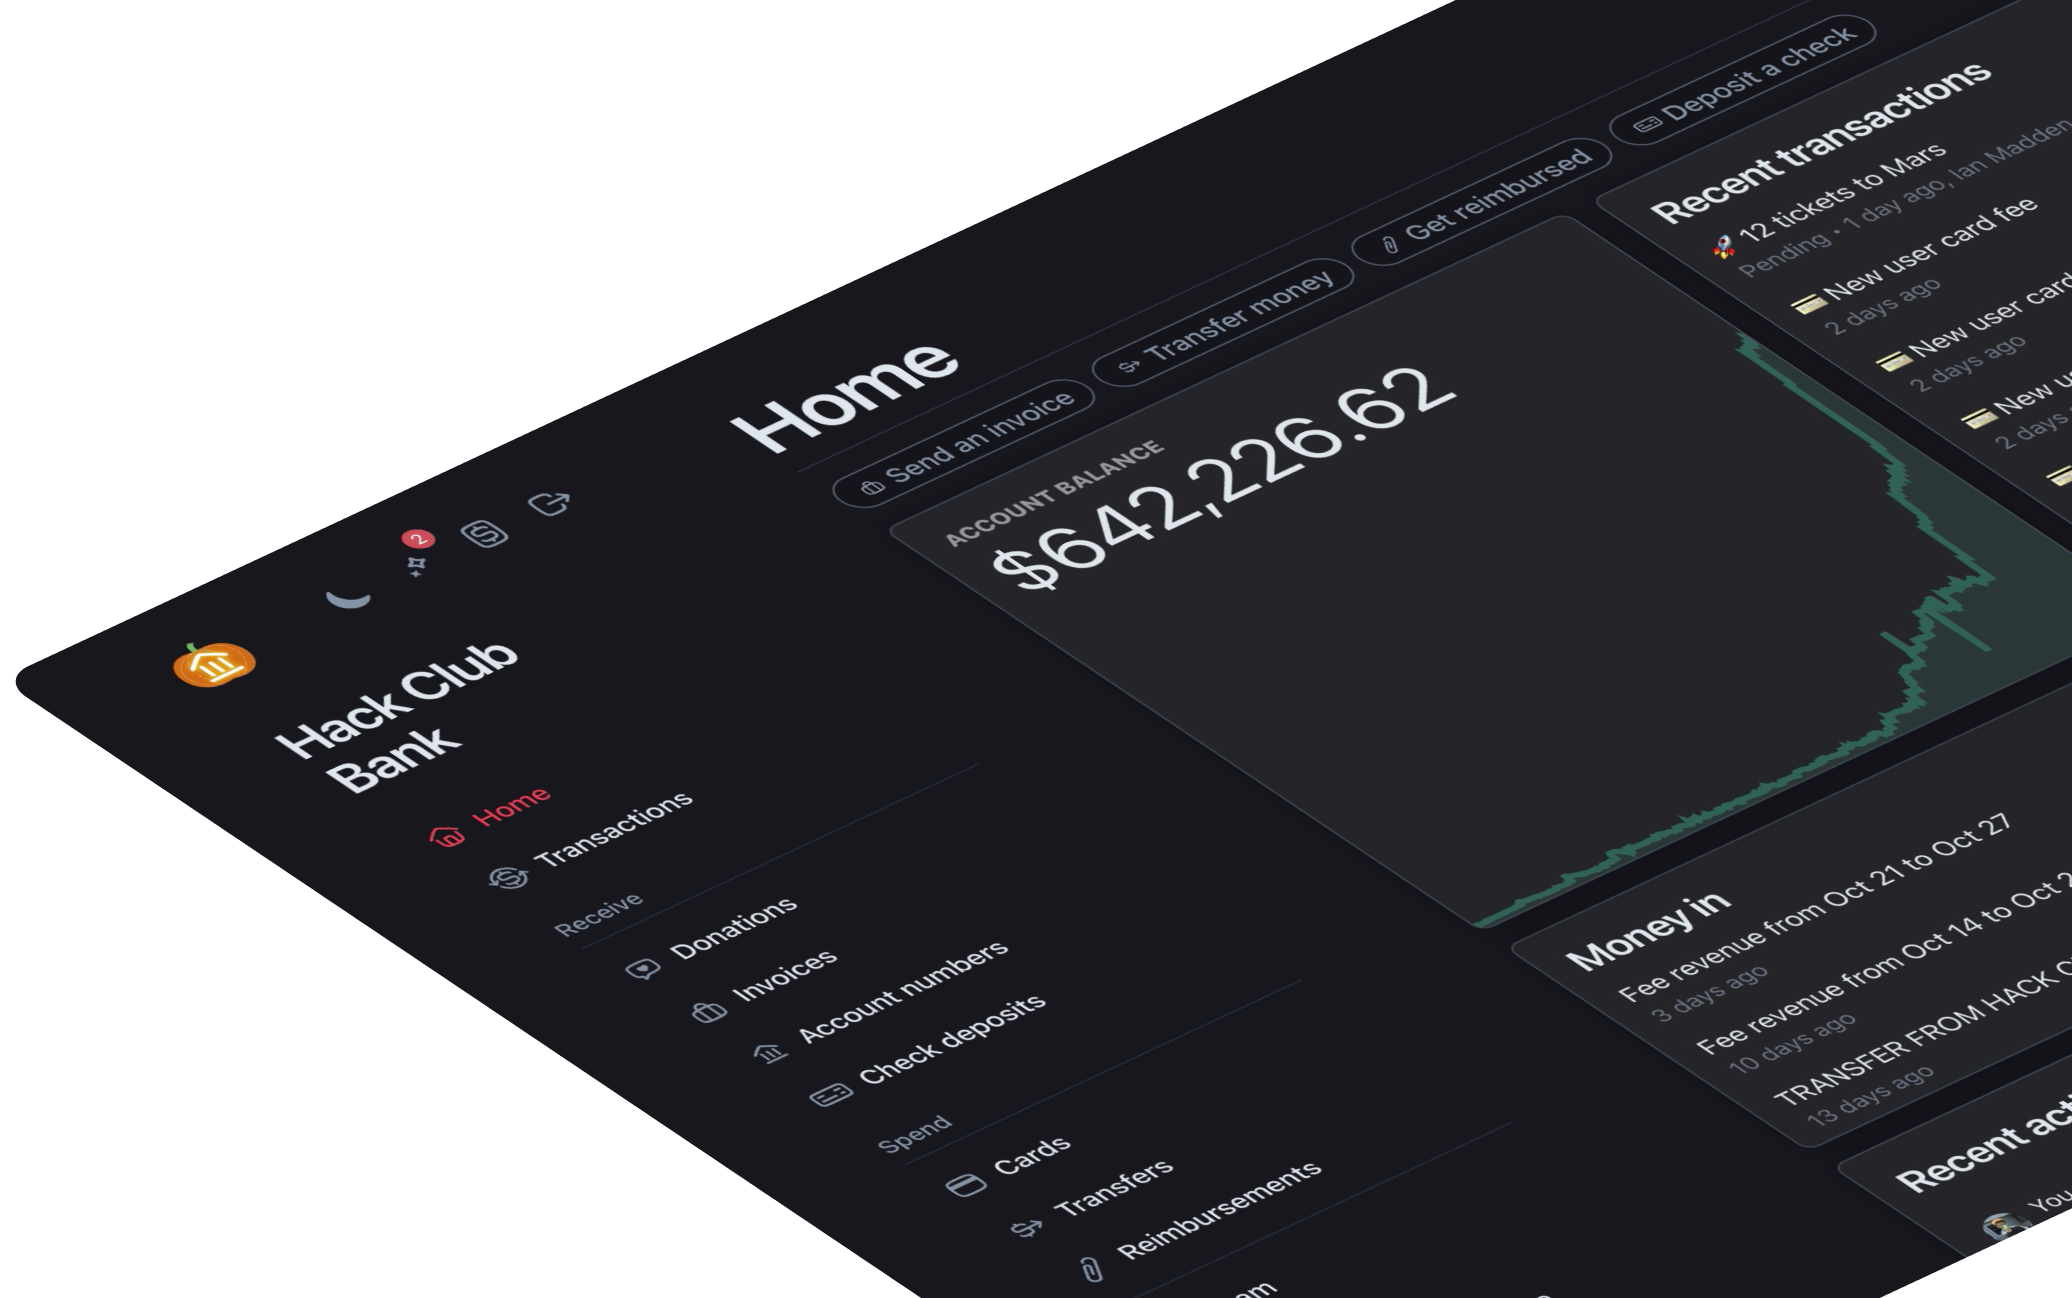 2
Hack Club
Bank
Home
Transactions
Receive
Donations
Invoices
Account numbers
Check deposits
Spend
Cards
Transfers
Reimbursements
Home
Send an invoice
Transfer money
Get reimbursed
Deposit a check
ACCOUNT BALANCE
$642,226.62
Recent transactions
🚀 12 tickets to Mars
Pending • 1 day ago, Ian Madden
💳 New user card fee
2 days ago
💳 New user card
2 days ago
💳 New
2 days
Money in
Fee revenue from Oct 21 to Oct 27
3 days ago
Fee revenue from Oct 14 to Oct
10 days ago
TRANSFER FROM HACK
13 days ago
Recent
You